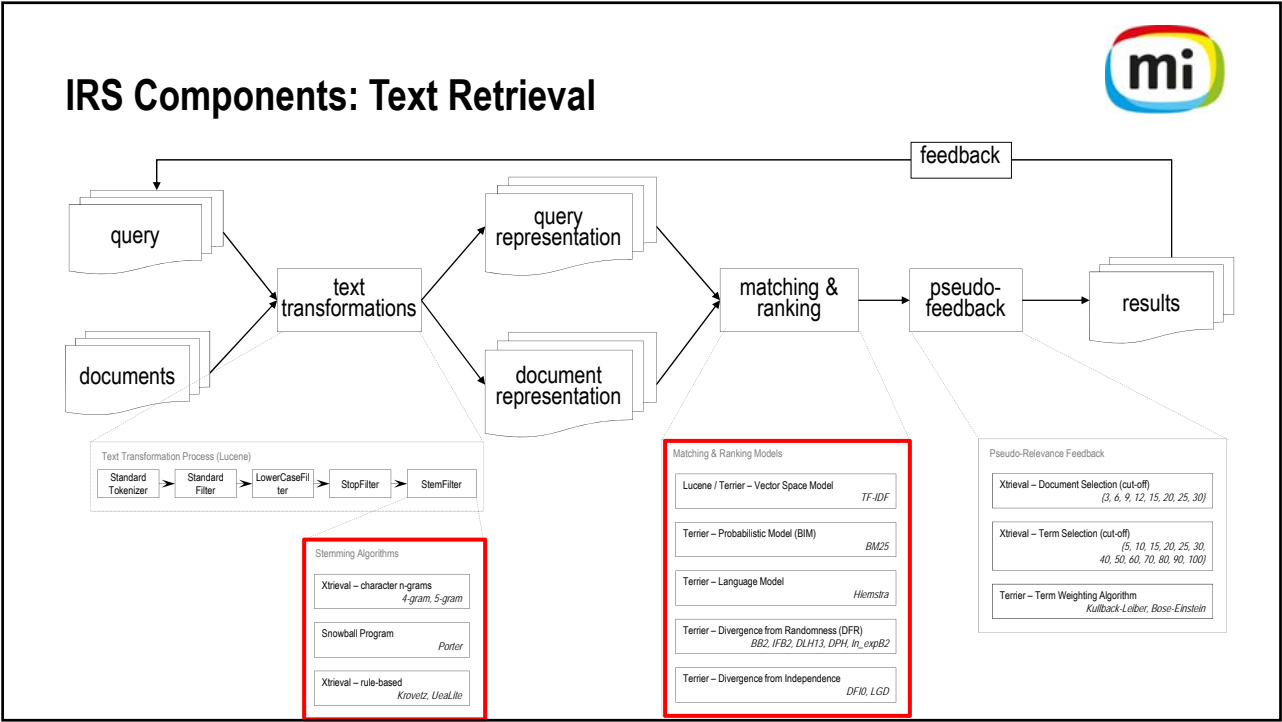 mi
IRS Components: Text Retrieval
feedback
query
query
representation
text
transformations
matching &
ranking
pseudo-
feedback
results
documents
document
representation
Text Transformation Process (Lucene)
Standard
Tokenizer
Standard
Filter
LowerCaseFil
ter
StopFilter
StemFilter
Stemming Algorithms
Xtrieval – character n-grams
4-gram, 5-gram
Snowball Program
Porter
Xtrieval – rule-based
Krovetz, UeaLite
Matching & Ranking Models
Lucene / Terrier – Vector Space Model
TF-IDF
Terrier – Probabilistic Model (BIM)
BM25
Terrier – Language Model
Hiemstra
Terrier – Divergence from Randomness (DFR)
BB2, IFB2, DLH13, DPH, In_expB2
Terrier – Divergence from Independence
DFI0, LGD
Pseudo-Relevance Feedback
Xtrieval – Document Selection (cut-off)
{3, 6, 9, 12, 15, 20, 25, 30}
Xtrieval – Term Selection (cut-off)
{5, 10, 15, 20, 25, 30,
40, 50, 60, 70, 80, 90, 100}
Terrier – Term Weighting Algorithm
Kullback-Leiber, Bose-Einstein